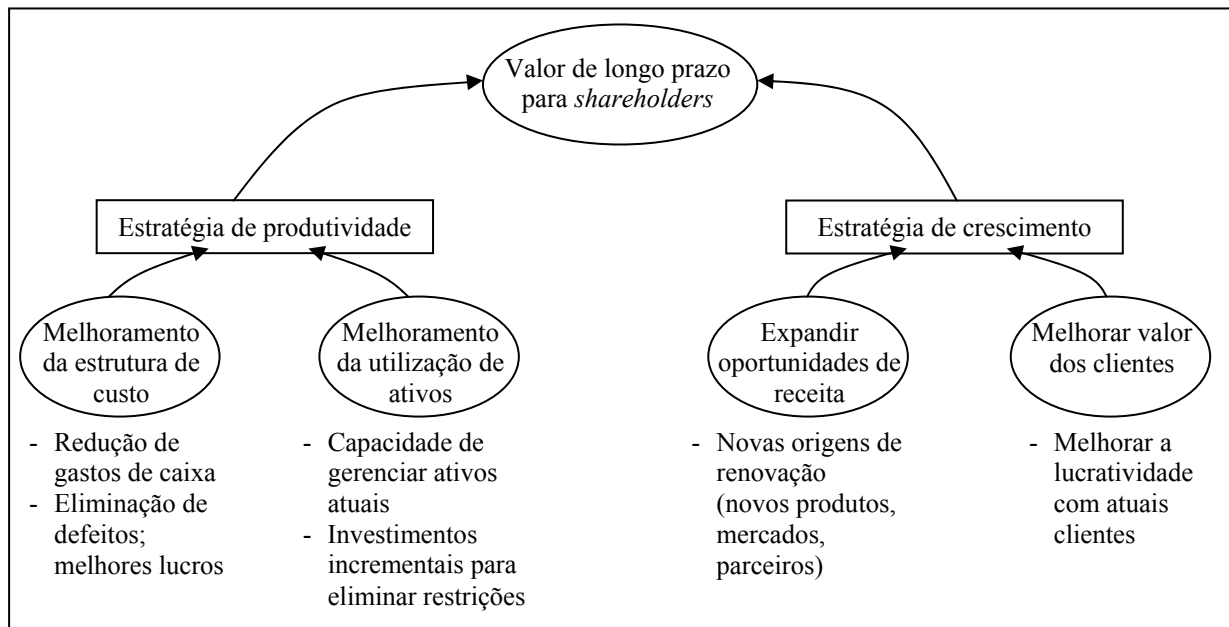 Valor de longo prazo
para shareholders
Estratégia de produtividade
Estratégia de crescimento
Melhoramento
da estrutura de
custo
Melhoramento
da utilização de
ativos
Expandir
oportunidades de
receita
Melhorar valor
dos clientes
- Redução de
gastos de caixa
- Eliminação de
defeitos;
melhores lucros
- Capacidade de
gerenciar ativos
atuais
- Investimentos
incrementais para
eliminar restrições
- Novas origens de
renovação
(novos produtos,
mercados,
parceiros)
- Melhorar a
lucratividade
com atuais
clientes